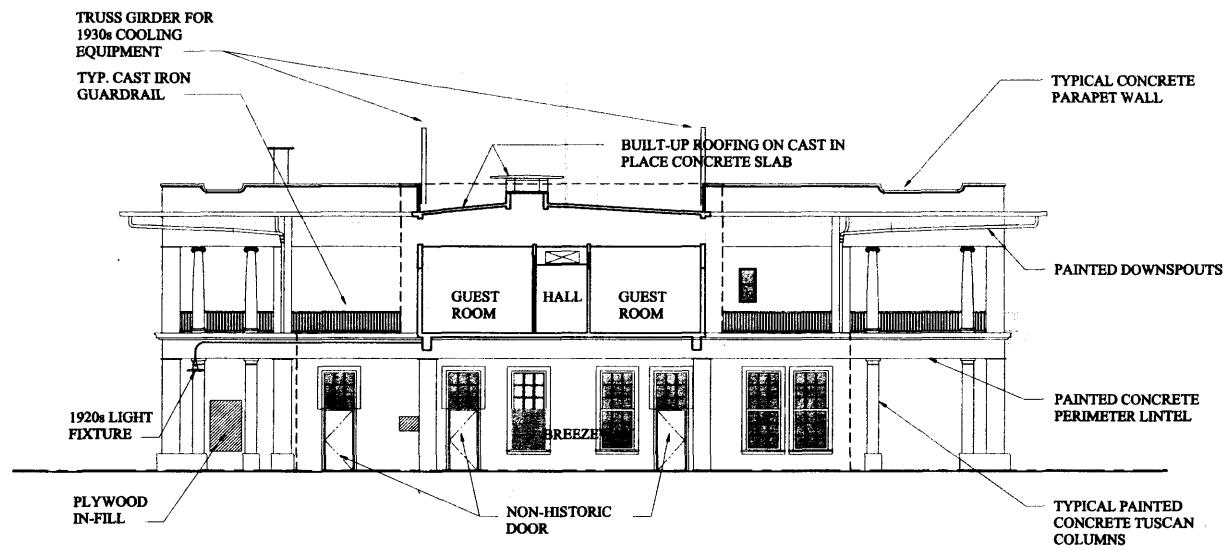 TRUSS GIRDER FOR
1930s COOLING
EQUIPMENT
TYP. CAST IRON
GUARDRAIL
TYPICAL CONCRETE
PARAPET WALL
BUILT-UP ROOFING ON CAST IN
PLACE CONCRETE SLAB
PAINTED DOWNSPOUTS
GUEST
ROOM
HALL
GUEST
ROOM
1920s LIGHT
FIXTURE
PAINTED CONCRETE
PERIMETER LINTEL
PLYWOOD
IN-FILL
NON-HISTORIC
DOOR
TYPICAL PAINTED
CONCRETE TUSCAN
COLUMNS